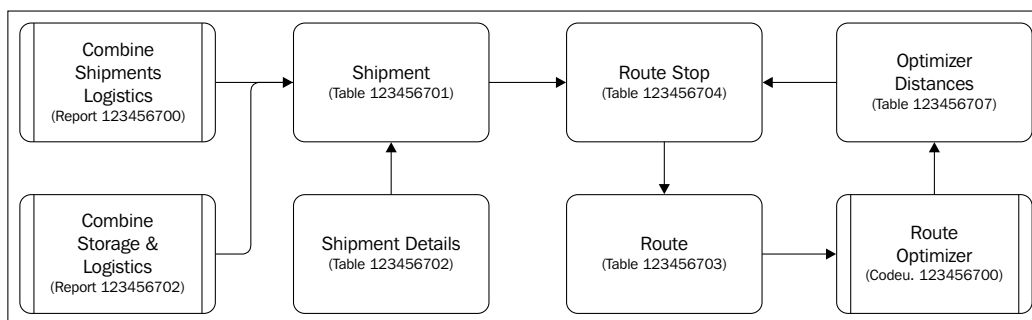 Combine
Shipments
Logistics
(Report 123456700)
Shipment
(Table 123456701)
Route Stop
(Table 123456704)
Optimizer
Distances
(Table 123456707)
Combine
Storage &
Logistics
(Report 123456702)
Shipment Details
(Table 123456702)
Route
(Table 123456703)
Route
Optimizer
(Codeu. 123456700)